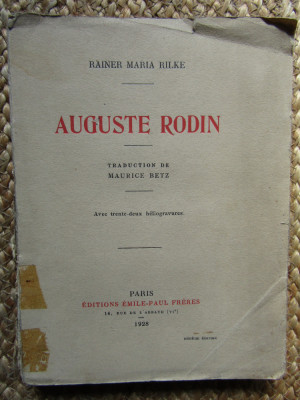 RAINER MARIA RILKE
AUGUSTE RODIN
TRADUCTION DE
MAURICE BETZ
Avec trente-deux héliogravures
PARIS
ÉDITIONS ÉMILE-PAUL FRÈRES
14, RUE DE L'ABBAYE (VIᵉ)
1928